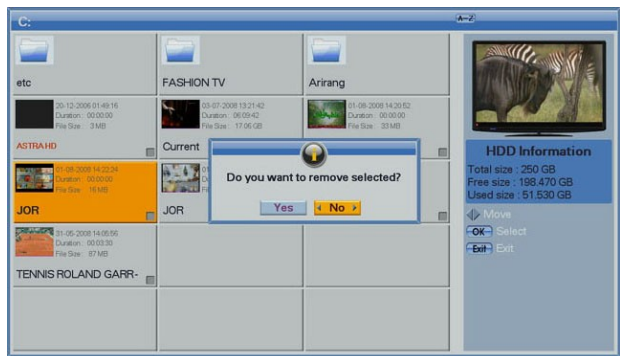 C:
A~Z
etc
FASHION TV
Arirang
20-12-2006 01:49:16
Duration : 00:00:00
File Size : 3 MB
ASTRA HD
03-07-2008 13:21:42
Duration : 06:09:42
File Size : 17.06 GB
Current
01-08-2008 14:20:52
Duration : 00:00:00
File Size : 33 MB
01-08-2008 14:22:34
Duration : 00:00:00
File Size : 16 MB
JOR
JOR
Do you want to remove selected?
Yes
No
31-05-2008 14:05:56
Duration : 00:03:30
File Size : 87 MB
TENNIS ROLAND GARR-
HDD Information
Total size : 250 GB
Free size : 198.470 GB
Used size : 51.530 GB
Move
OK Select
Exit Exit